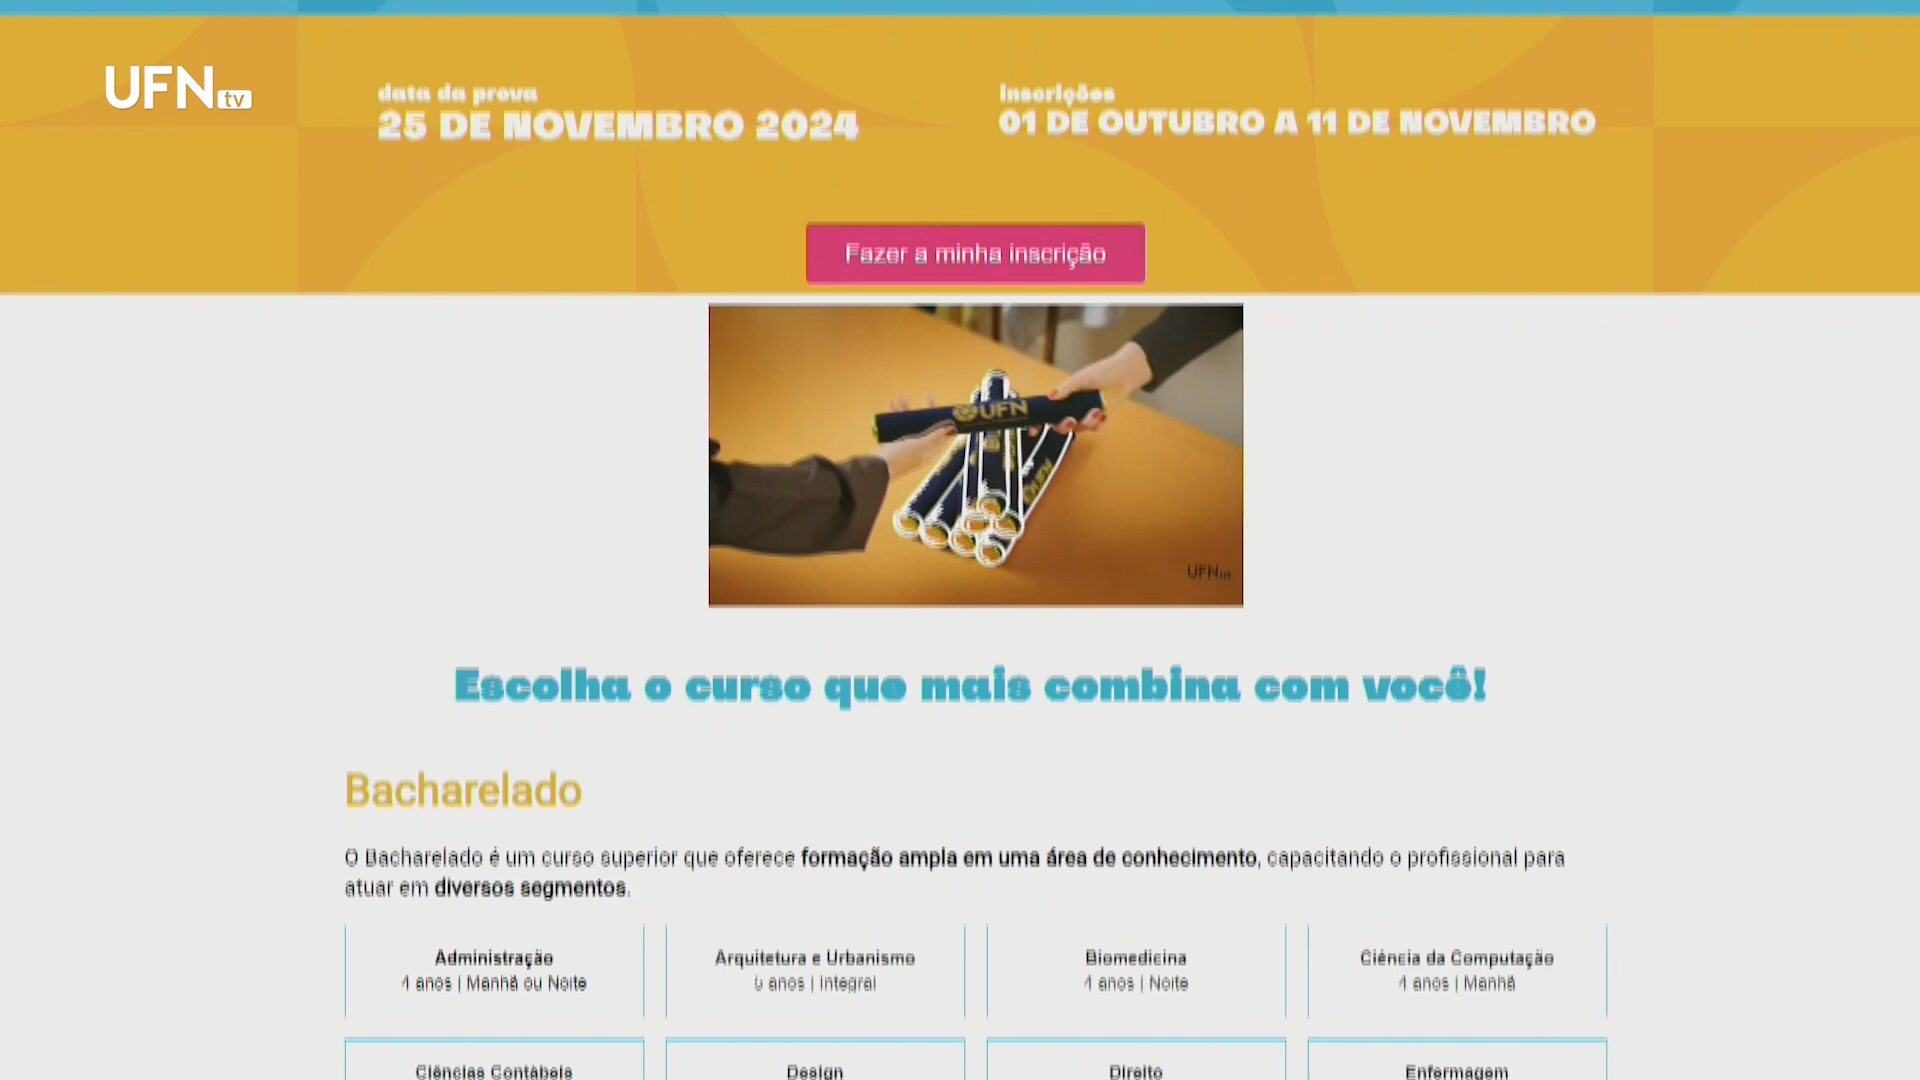 UFN tv
data da prova
25 DE NOVEMBRO 2024
Inscrições
01 DE OUTUBRO A 11 DE NOVEMBRO
Fazer a minha inscrição
UFN
UFN
Escolha o curso que mais combina com você!
Bacharelado
O Bacharelado é um curso superior que oferece formação ampla em uma área de conhecimento, capacitando o profissional para
atuar em diversos segmentos.
Administração
4 anos | Manhã ou Noite
Arquitetura e Urbanismo
5 anos | Integral
Biomedicina
4 anos | Noite
Ciência da Computação
4 anos | Manhã
Ciências Contábeis
Design
Direito
Enfermagem